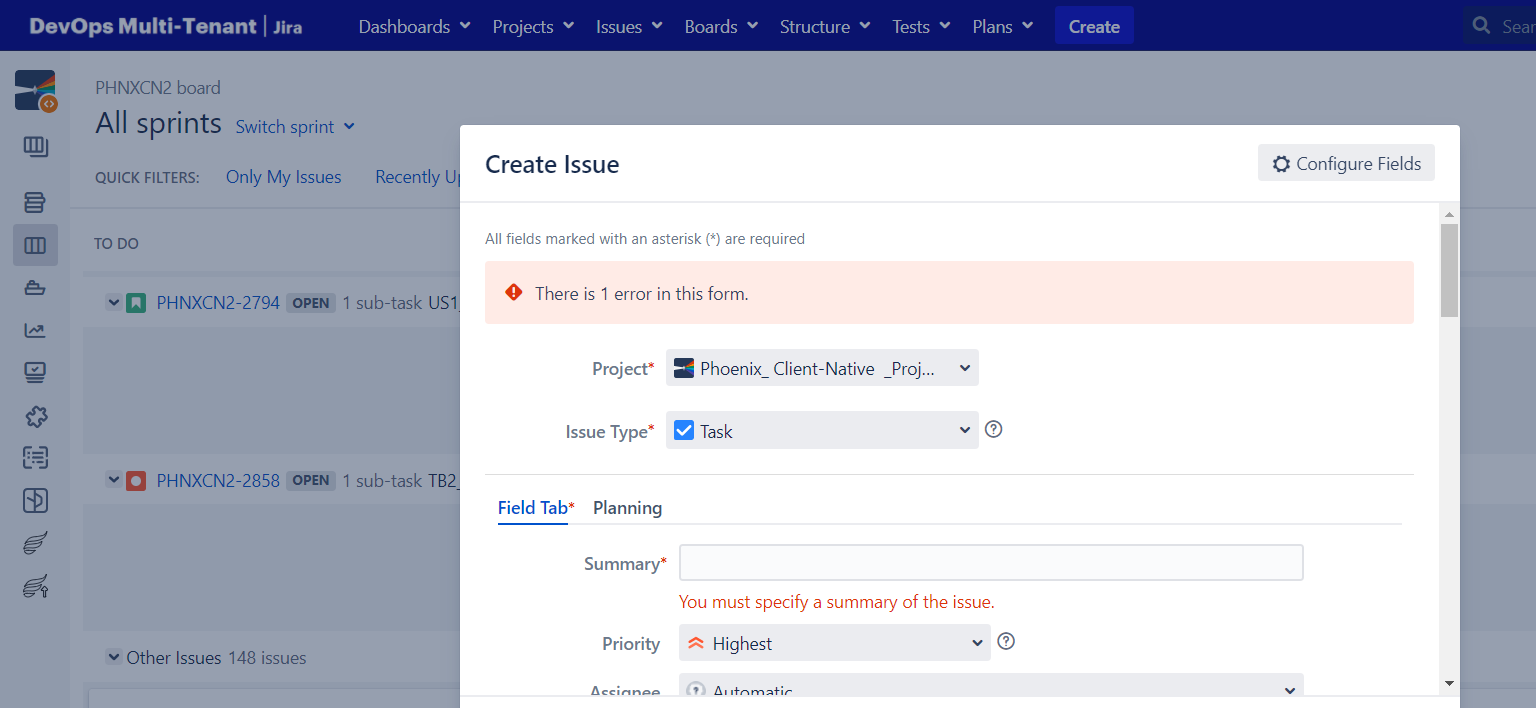 DevOps Multi-Tenant | Jira
Dashboards Projects Issues Boards Structure Tests Plans Create
PHNXCN2 board
All sprints Switch sprint
QUICK FILTERS: Only My Issues Recently
TO DO
PHNXCN2-2794 OPEN 1 sub-task US1_
PHNXCN2-2858 OPEN 1 sub-task TB2_
Other Issues 148 issues
Create Issue
Configure Fields
All fields marked with an asterisk (*) are required
There is 1 error in this form.
Project* Phoenix_ Client-Native _Proj...
Issue Type* Task
Field Tab* Planning
Summary*
You must specify a summary of the issue.
Priority Highest
Assignee Automatic